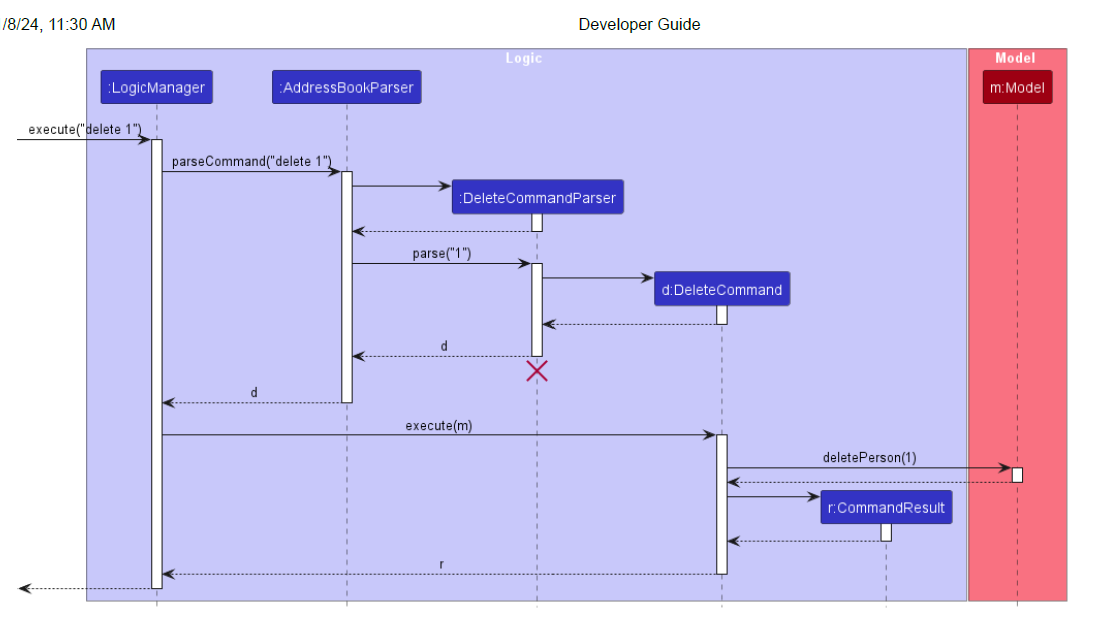 /8/24, 11:30 AM
Developer Guide
Logic
Model
:LogicManager
:AddressBookParser
m:Model
execute("delete 1")
parseCommand("delete 1")
:DeleteCommandParser
parse("1")
d:DeleteCommand
d
d
execute(m)
deletePerson(1)
r:CommandResult
r